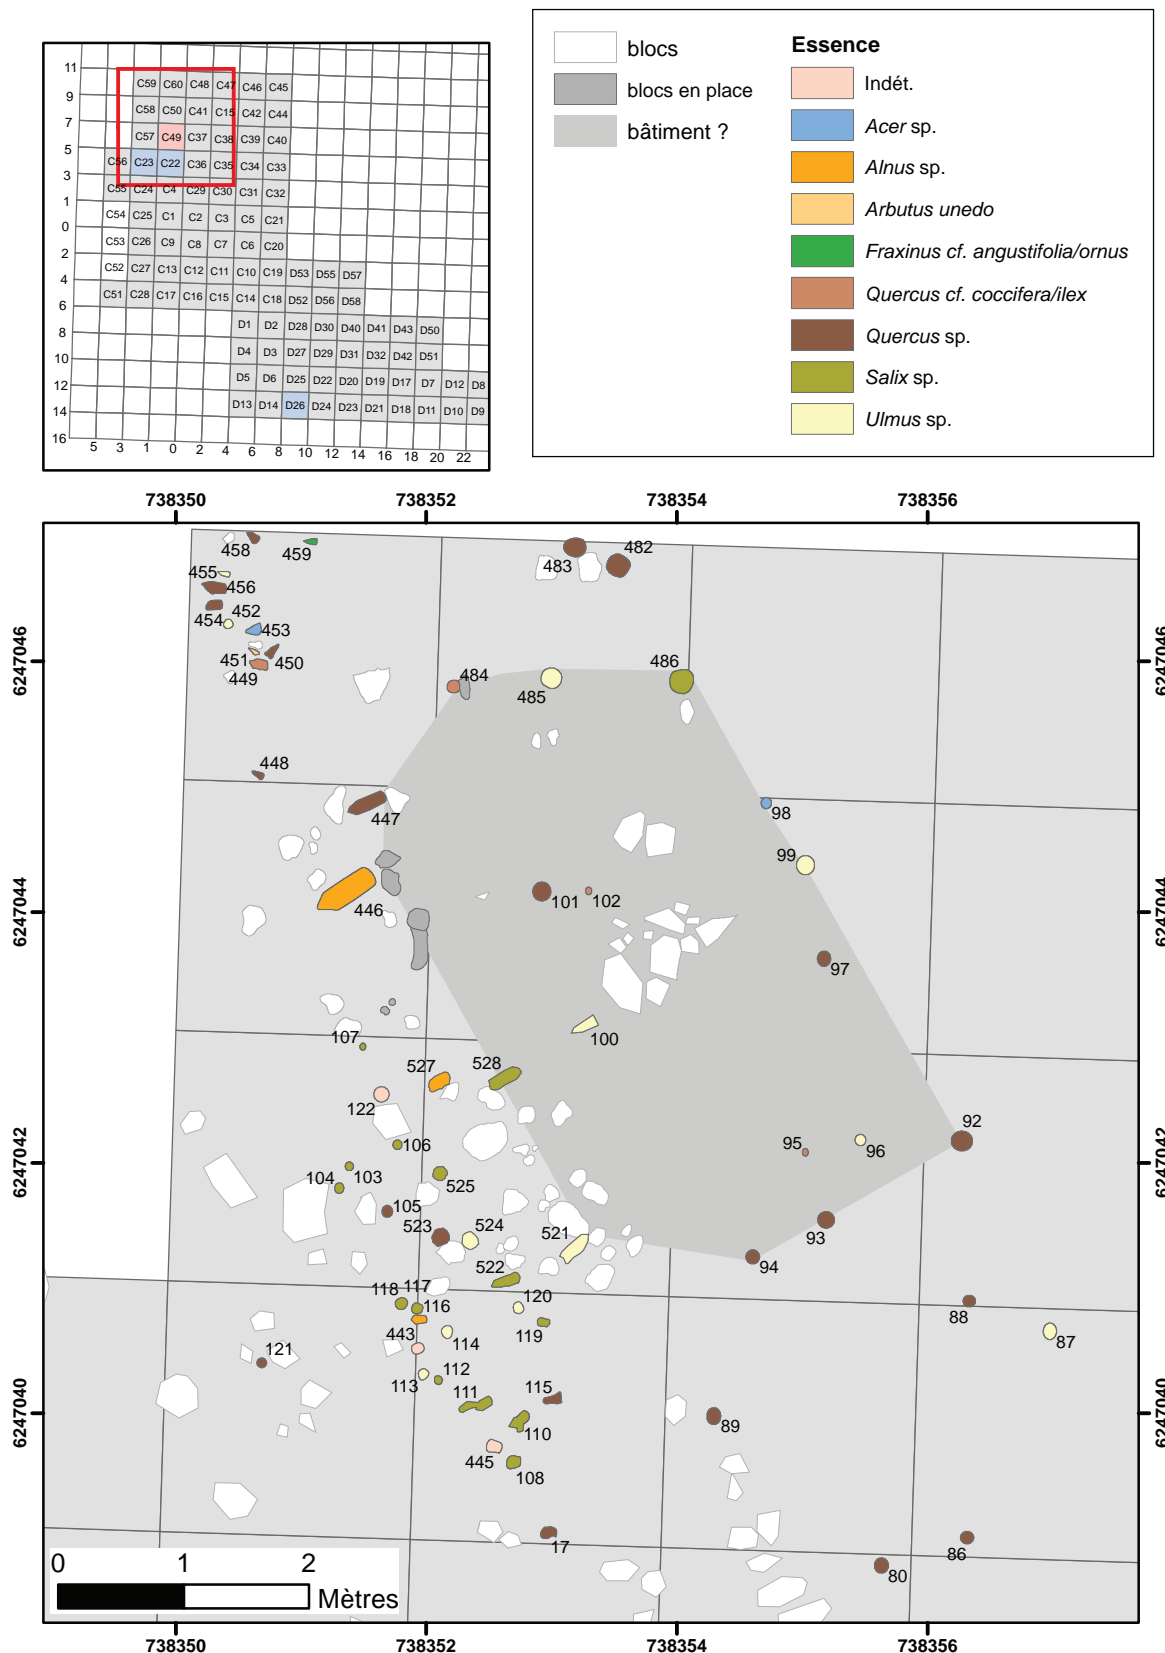 11
C59 C60 C48 C47 C46 C45
9
C58 C50 C41 C15 C42 C44
7
C57 C49 C37 C38 C39 C40
5
C56 C23 C22 C36 C35 C34 C33
3
C55 C24 C4 C29 C30 C31 C32
1
C54 C25 C1 C2 C3 C5 C21
0
C53 C26 C9 C8 C7 C6 C20
2
C52 C27 C13 C12 C11 C10 C19 D53 D55 D57
4
C51 C28 C17 C16 C15 C14 C18 D52 D56 D58
6
D1 D2 D28 D30 D40 D41 D43 D50
8
D4 D3 D27 D29 D31 D32 D42 D51
10
D5 D6 D25 D22 D20 D19 D17 D7 D12 D8
12
D13 D14 D26 D24 D23 D21 D18 D11 D10 D9
14
16
5 3 1 0 2 4 6 8 10 12 14 16 18 20 22
blocs
blocs en place
bâtiment ?
Essence
Indét.
Acer sp.
Alnus sp.
Arbutus unedo
Fraxinus cf. angustifolia/ornus
Quercus cf. coccifera/ilex
Quercus sp.
Salix sp.
Ulmus sp.
738350 738352 738354 738356
458 459 483 482
455
456
454 452
453
451 450
449
6247046 6247046
484 485 486
448
447 98
99
446 101 102
6247044 6247044
97
100
107
527 528
122
92
106 95 96
6247042 6247042
104 103 525
105
523 524 521 93
94
522
118 117
116 120
88
443 114 119 87
121
112
113
111 115
6247040 6247040
110 89
445
108
17 86
80
0 1 2
Mètres
738350 738352 738354 738356